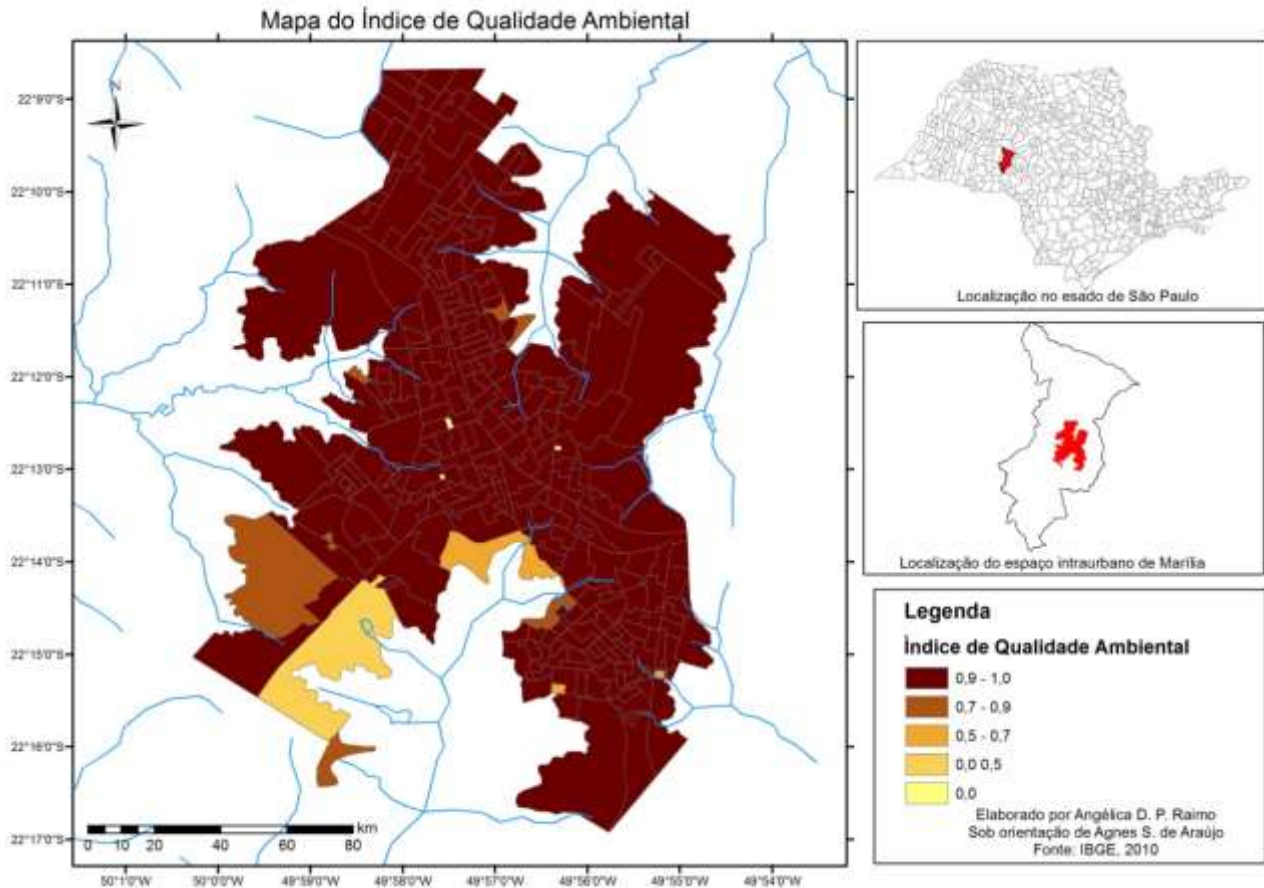 Mapa do Índice de Qualidade Ambiental
N
22°9'0"S
22°10'0"S
22°11'0"S
22°12'0"S
22°13'0"S
22°14'0"S
22°15'0"S
22°16'0"S
22°17'0"S
km
0 10 20 40 60 80
50°1'0"W 50°0'0"W 49°59'0"W 49°58'0"W 49°57'0"W 49°56'0"W 49°55'0"W 49°54'0"W
Localização no esado de São Paulo
Localização do espaço intraurbano de Marília
Legenda
Índice de Qualidade Ambiental
0,9 - 1,0
0,7 - 0,9
0,5 - 0,7
0,0 0,5
0,0
Elaborado por Angélica D. P. Raimo
Sob orientação de Agnes S. de Araújo
Fonte: IBGE, 2010